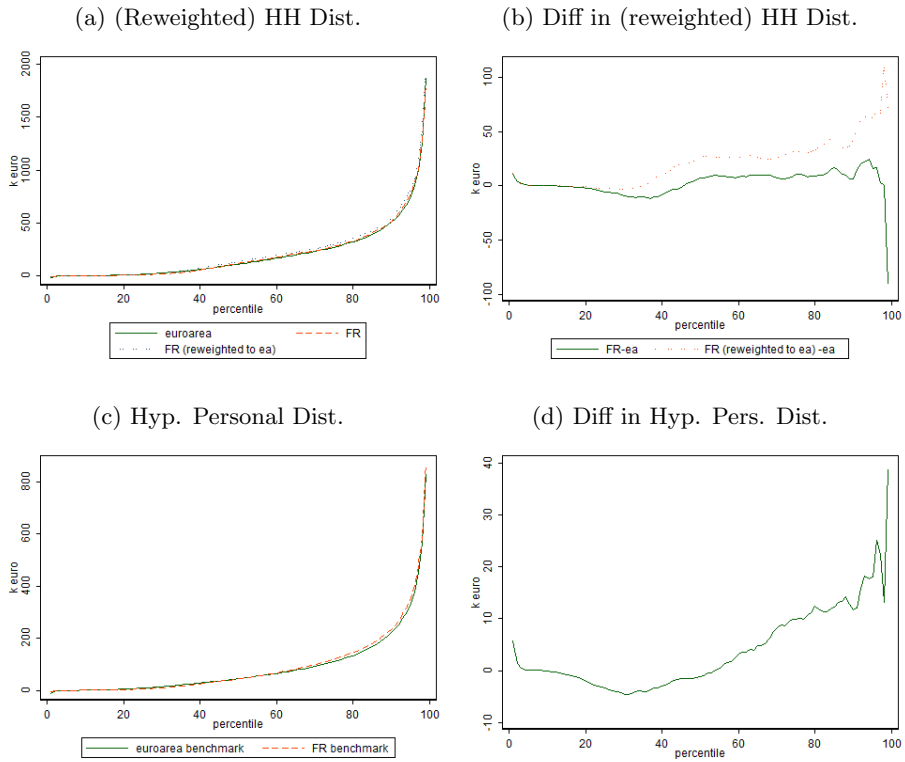 (a) (Reweighted) HH Dist.
k euro
2000
1500
1000
500
0
0 20 40 60 80 100
percentile
euroarea FR
FR (reweighted to ea)
(b) Diff in (reweighted) HH Dist.
k euro
100
50
0
-50
-100
0 20 40 60 80 100
percentile
FR-ea FR (reweighted to ea) -ea
(c) Hyp. Personal Dist.
k euro
800
600
400
200
0
0 20 40 60 80 100
percentile
euroarea benchmark FR benchmark
(d) Diff in Hyp. Pers. Dist.
k euro
40
30
20
10
0
-10
0 20 40 60 80 100
percentile